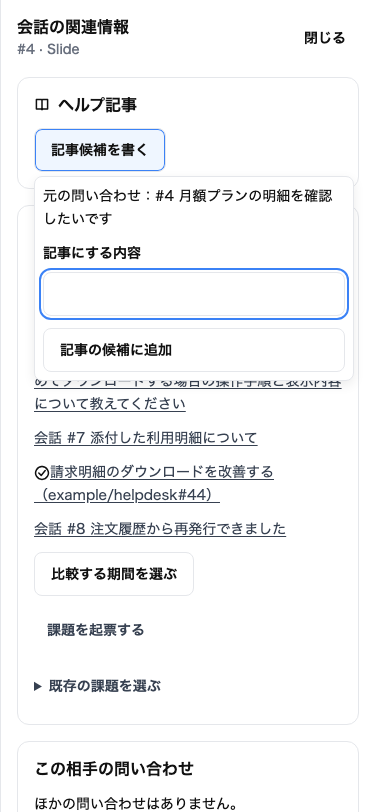 会話の関連情報
#4 · Slide
閉じる
ヘルプ記事
記事候補を書く
元の問い合わせ：#4 月額プランの明細を確認
したいです
記事にする内容
記事の候補に追加
めてダウンロードする場合の操作手順と表示内容
について教えてください
会話 #7 添付した利用明細について
請求明細のダウンロードを改善する
（example/helpdesk#44）
会話 #8 注文履歴から再発行できました
比較する期間を選ぶ
課題を起票する
既存の課題を選ぶ
この相手の問い合わせ
ほかの問い合わせはありません。